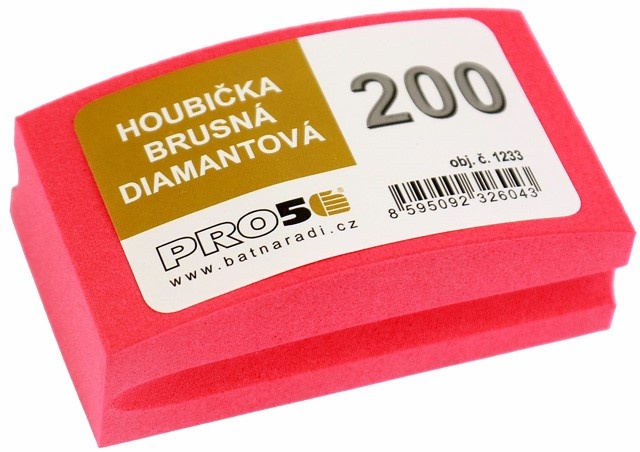 HOUBIČKA
BRUSNÁ
DIAMANTOVÁ
200
obj. č. 1233
8 595092 326043
PRO5
www.batnaradi.cz